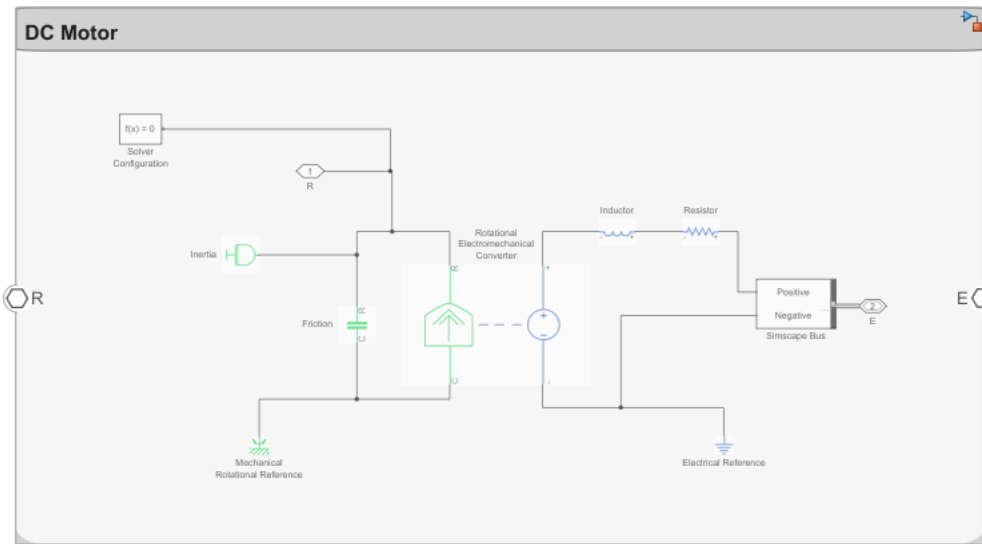 DC Motor
f(x) = 0
Solver
Configuration
1
R
Inductor
Resistor
Rotational
Electromechanical
Converter
Inertia
R
+
-
+
-
+
Positive
Negative
Simscape Bus
2
E
R
E
Friction
R
C
+
−
C
-
Mechanical
Rotational Reference
Electrical Reference